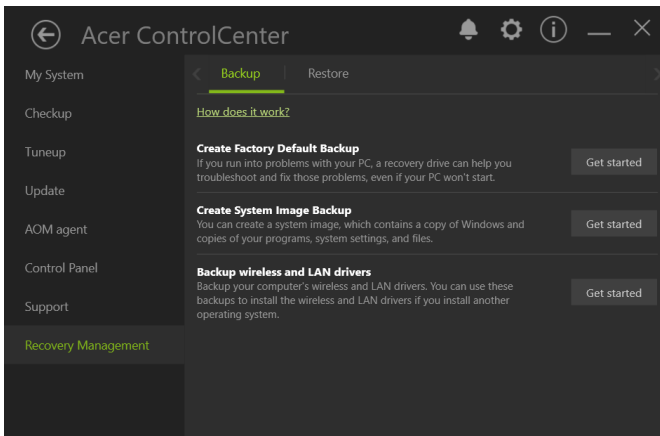 Acer ControlCenter
My System
Checkup
Tuneup
Update
AOM agent
Control Panel
Support
Recovery Management
Backup
Restore
How does it work?
Create Factory Default Backup
If you run into problems with your PC, a recovery drive can help you
troubleshoot and fix those problems, even if your PC won't start.
Get started
Create System Image Backup
You can create a system image, which contains a copy of Windows and
copies of your programs, system settings, and files.
Get started
Backup wireless and LAN drivers
Backup your computer's wireless and LAN drivers. You can use these
backups to install the wireless and LAN drivers if you install another
operating system.
Get started